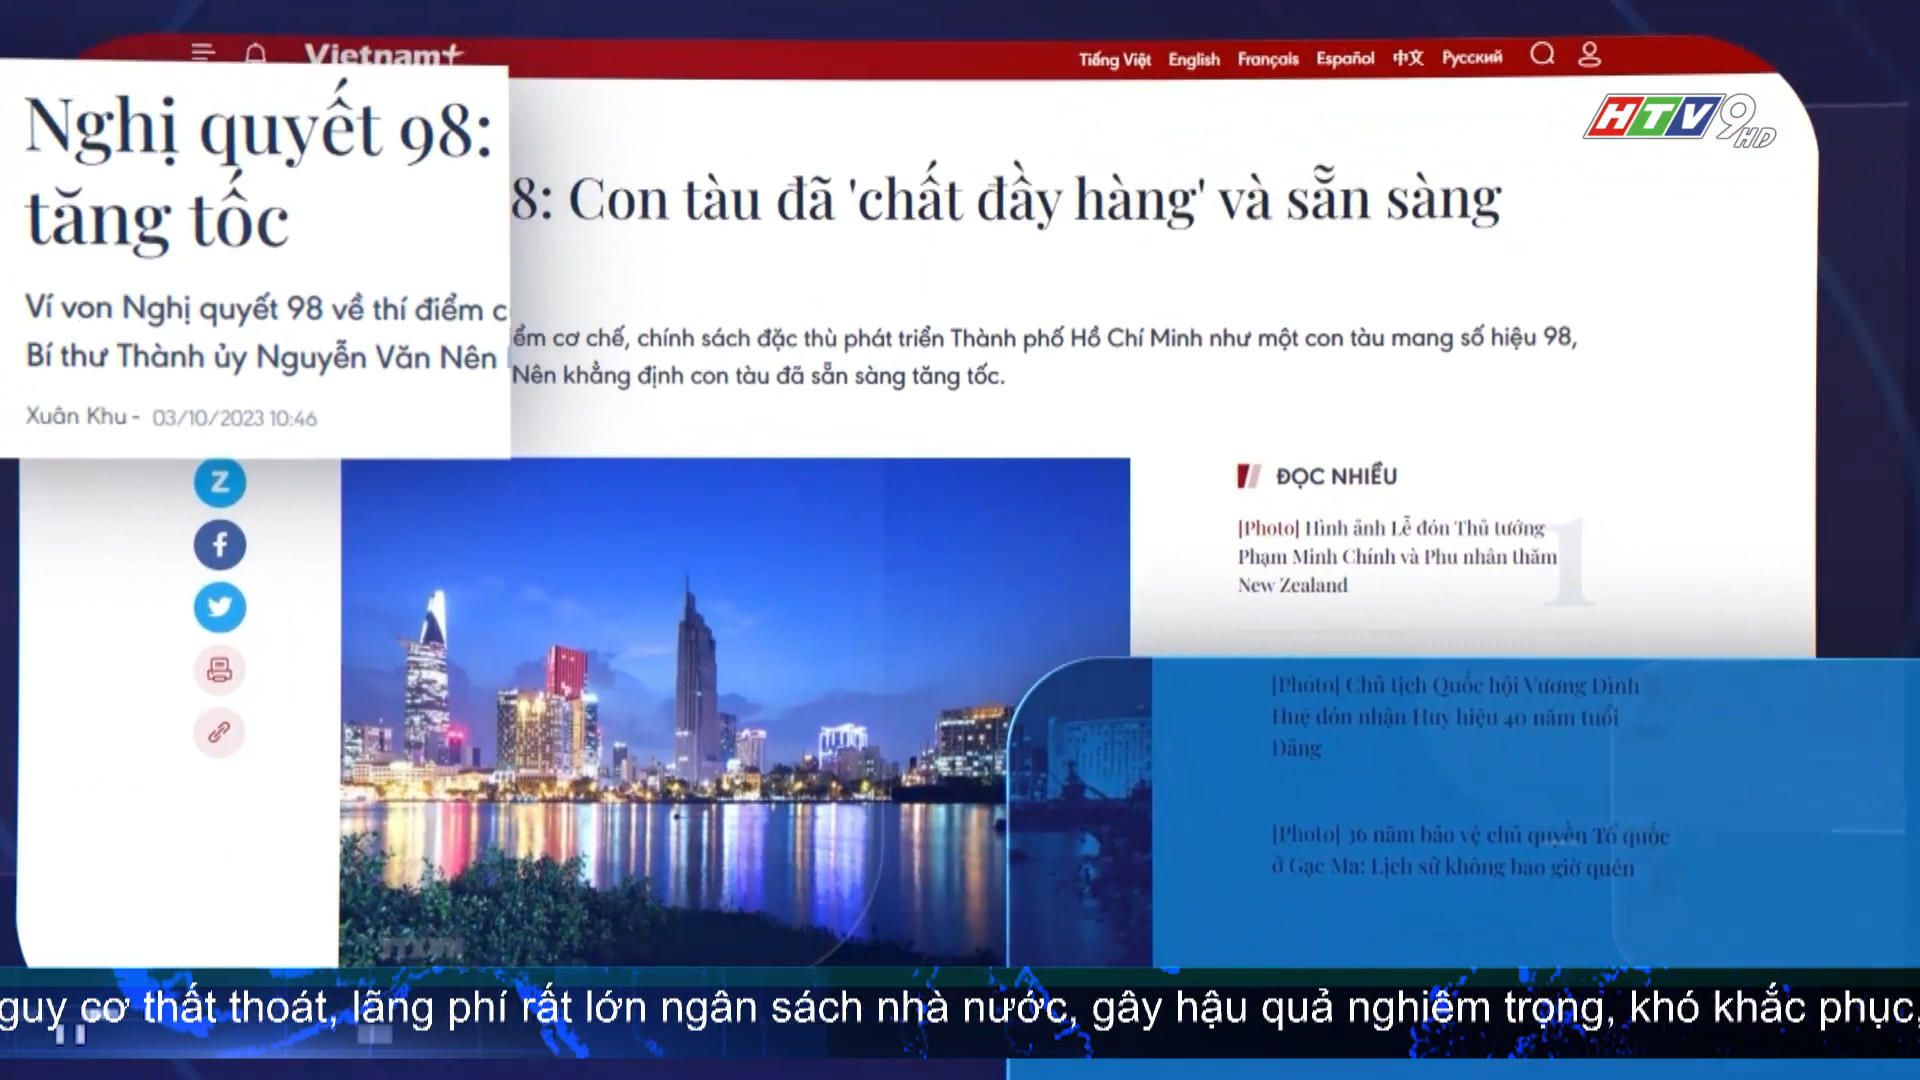 Vietnam+
Tiếng Việt English Français Español 中文 Русский
HTV9 HD
Nghị quyết 98:
tăng tốc
8: Con tàu đã 'chất đầy hàng' và sẵn sàng
Ví von Nghị quyết 98 về thí điểm c
Bí thư Thành ủy Nguyễn Văn Nên
ểm cơ chế, chính sách đặc thù phát triển Thành phố Hồ Chí Minh như một con tàu mang số hiệu 98,
Nên khẳng định con tàu đã sẵn sàng tăng tốc.
Xuân Khu - 03/10/2023 10:46
ĐỌC NHIỀU
[Photo] Hình ảnh Lễ đón Thủ tướng
Phạm Minh Chính và Phu nhân thăm
New Zealand
1
[Photo] Chủ tịch Quốc hội Vương Đình
Huệ đón nhận Huy hiệu 40 năm tuổi
Đảng
[Photo] 36 năm bảo vệ chủ quyền Tổ quốc
ở Gạc Ma: Lịch sử không bao giờ quên
guy cơ thất thoát, lãng phí rất lớn ngân sách nhà nước, gây hậu quả nghiêm trọng, khó khắc phục,